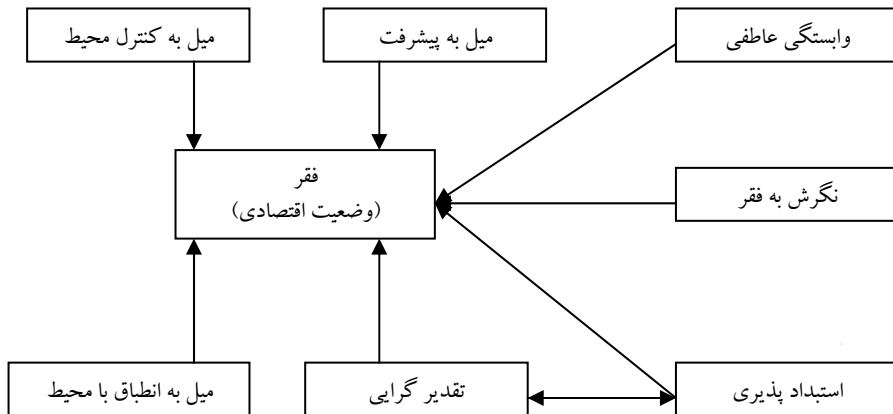 وابستگی عاطفی
میل به پیشرفت
میل به کنترل محیط
نگرش به فقر
فقر
(وضعیت اقتصادی)
استبداد پذیری
تقدیر گرایی
میل به انطباق با محیط